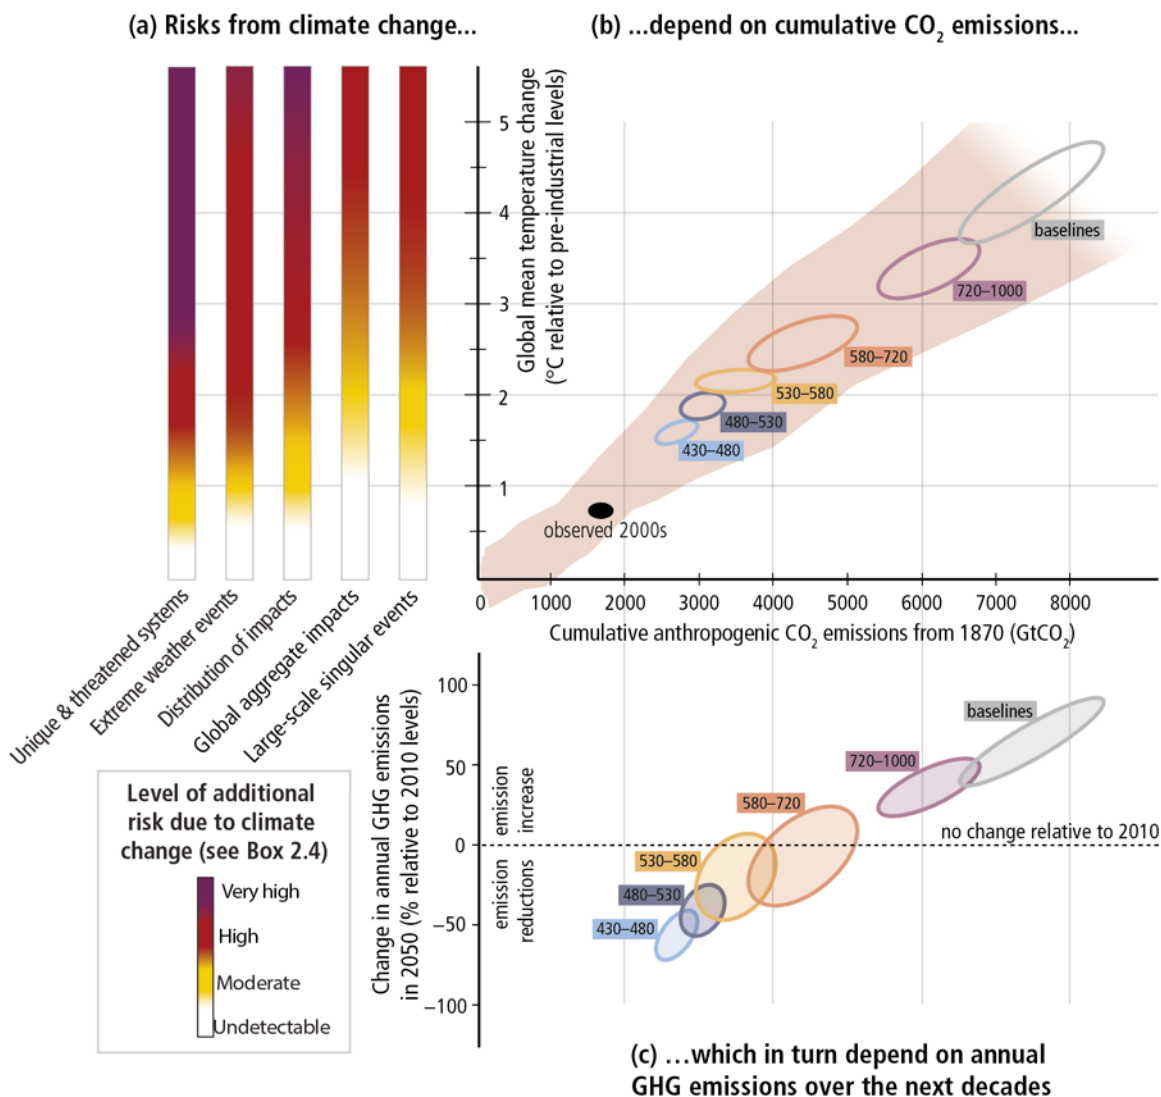 (a) Risks from climate change...
(b) ...depend on cumulative CO₂ emissions...
Global mean temperature change
(°C relative to pre-industrial levels)
5
4
3
2
1
baselines
720–1000
580–720
530–580
480–530
430–480
observed 2000s
0
1000
2000
3000
4000
5000
6000
7000
8000
Cumulative anthropogenic CO₂ emissions from 1870 (GtCO₂)
Unique & threatened systems
Extreme weather events
Distribution of impacts
Global aggregate impacts
Large-scale singular events
Level of additional
risk due to climate
change (see Box 2.4)
Very high
High
Moderate
Undetectable
Change in annual GHG emissions
in 2050 (% relative to 2010 levels)
100
50
0
−50
−100
emission
increase
emission
reductions
baselines
720–1000
580–720
no change relative to 2010
530–580
480–530
430–480
(c) ...which in turn depend on annual
GHG emissions over the next decades